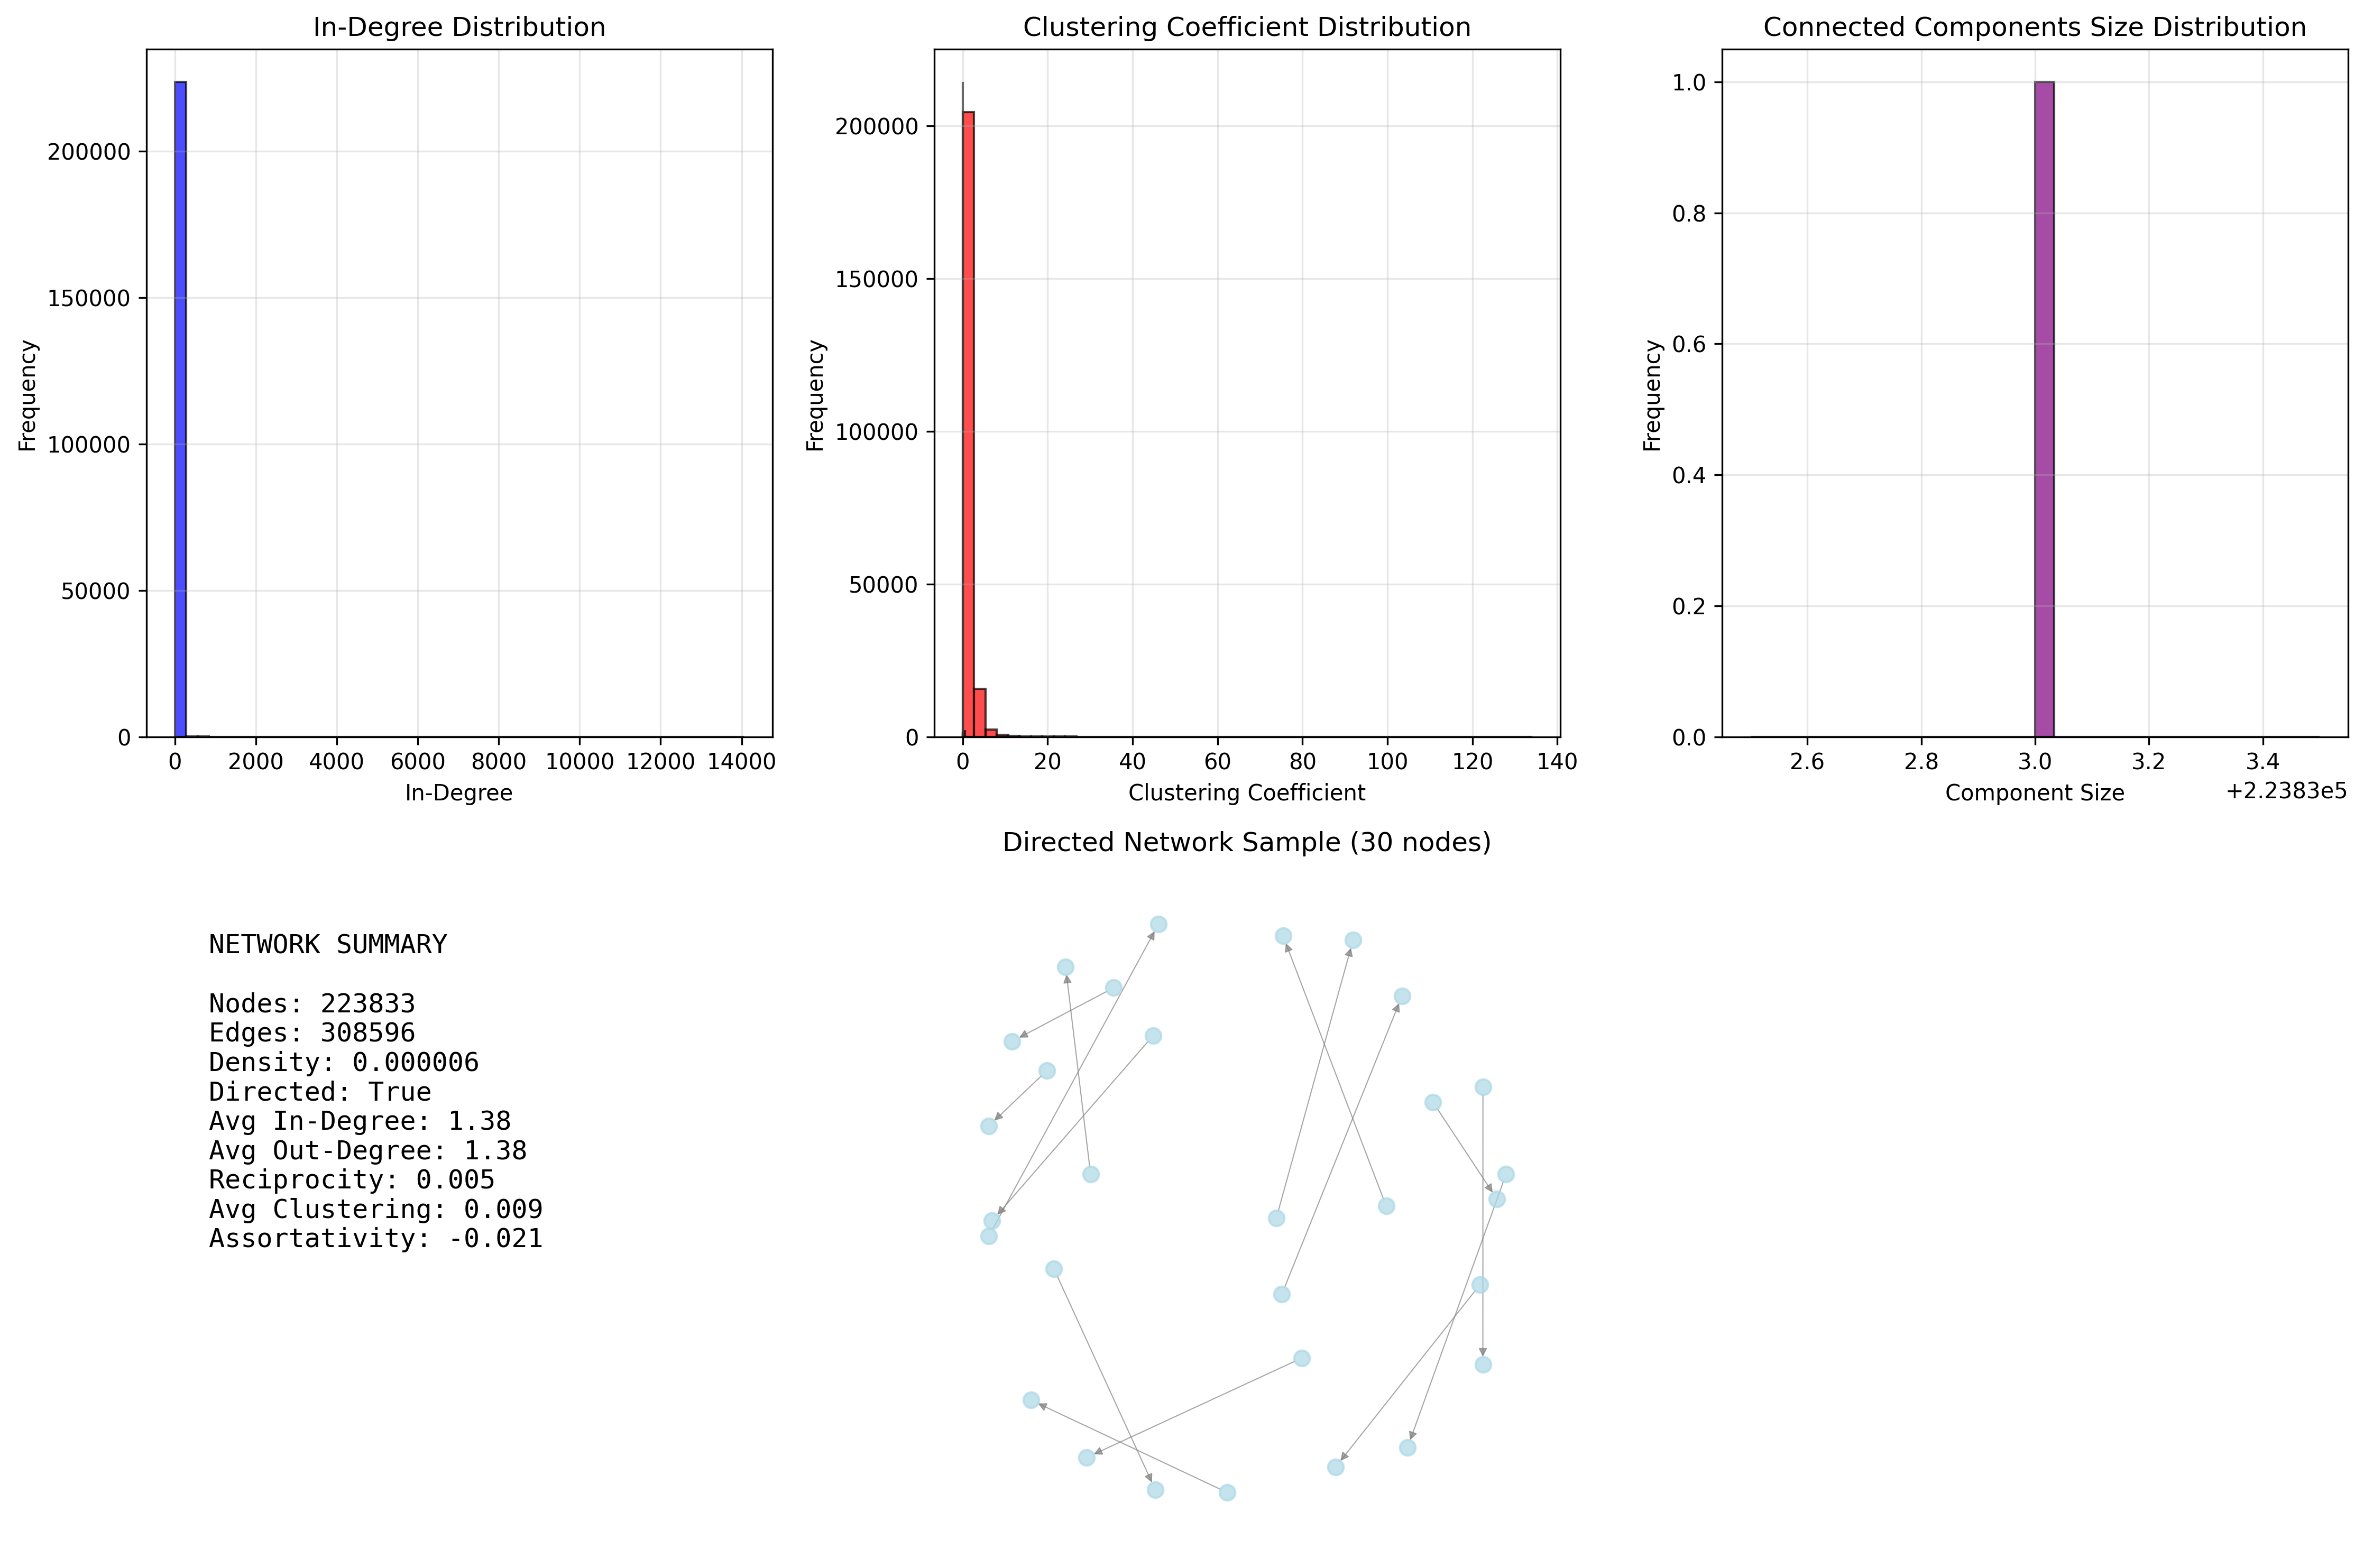 In-Degree Distribution
Frequency
200000
150000
100000
50000
0
0 2000 4000 6000 8000 10000 12000 14000
In-Degree
Clustering Coefficient Distribution
Frequency
200000
150000
100000
50000
0
0 20 40 60 80 100 120 140
Clustering Coefficient
Connected Components Size Distribution
Frequency
1.0
0.8
0.6
0.4
0.2
0.0
2.6 2.8 3.0 3.2 3.4
+2.2383e5
Component Size
NETWORK SUMMARY
Nodes: 223833
Edges: 308596
Density: 0.000006
Directed: True
Avg In-Degree: 1.38
Avg Out-Degree: 1.38
Reciprocity: 0.005
Avg Clustering: 0.009
Assortativity: -0.021
Directed Network Sample (30 nodes)